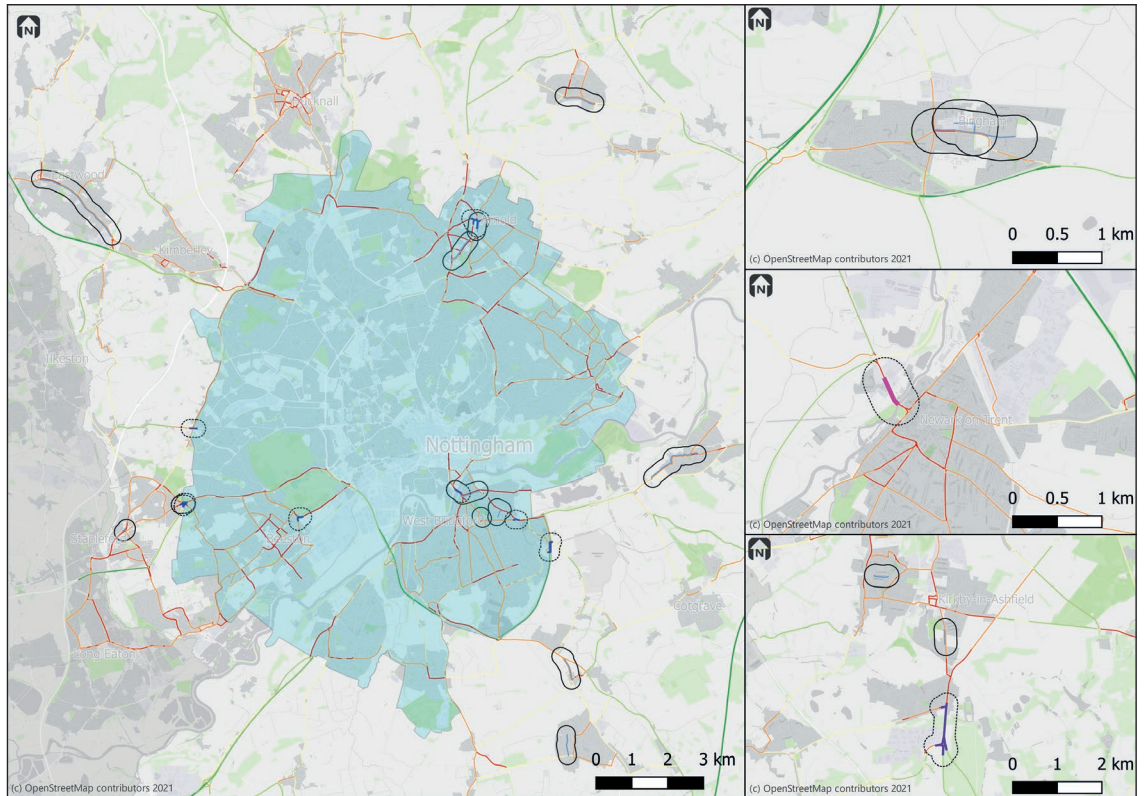 N
Hucknall
Eastwood
Kimberley
Arnold
Ilkeston
Nottingham
West Bridgford
Beeston
Stapleford
Cotgrave
Long Eaton
0 1 2 3 km
(c) OpenStreetMap contributors 2021
N
Bingham
0 0.5 1 km
(c) OpenStreetMap contributors 2021
N
Newark on Trent
0 0.5 1 km
(c) OpenStreetMap contributors 2021
N
Kirkby-in-Ashfield
0 1 2 km
(c) OpenStreetMap contributors 2021